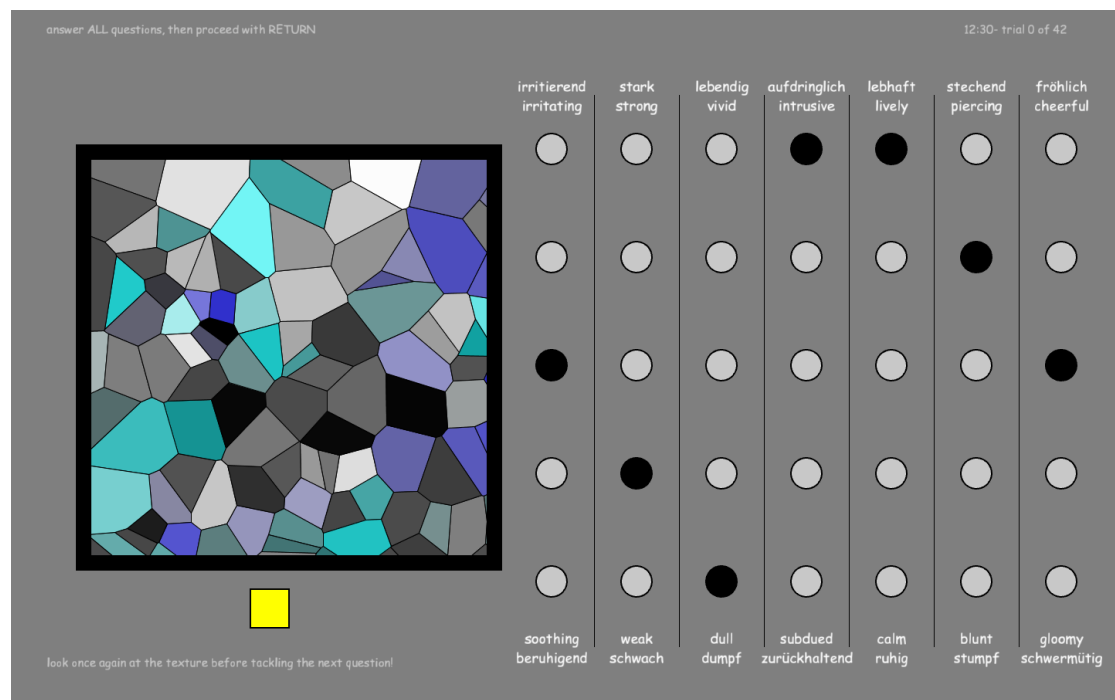 answer ALL questions, then proceed with RETURN
12:30- trial 0 of 42
irritierend
irritating
stark
strong
lebendig
vivid
aufdringlich
intrusive
lebhaft
lively
stechend
piercing
fröhlich
cheerful
soothing
beruhigend
weak
schwach
dull
dumpf
subdued
zurückhaltend
calm
ruhig
blunt
stumpf
gloomy
schwermütig
look once again at the texture before tackling the next question!